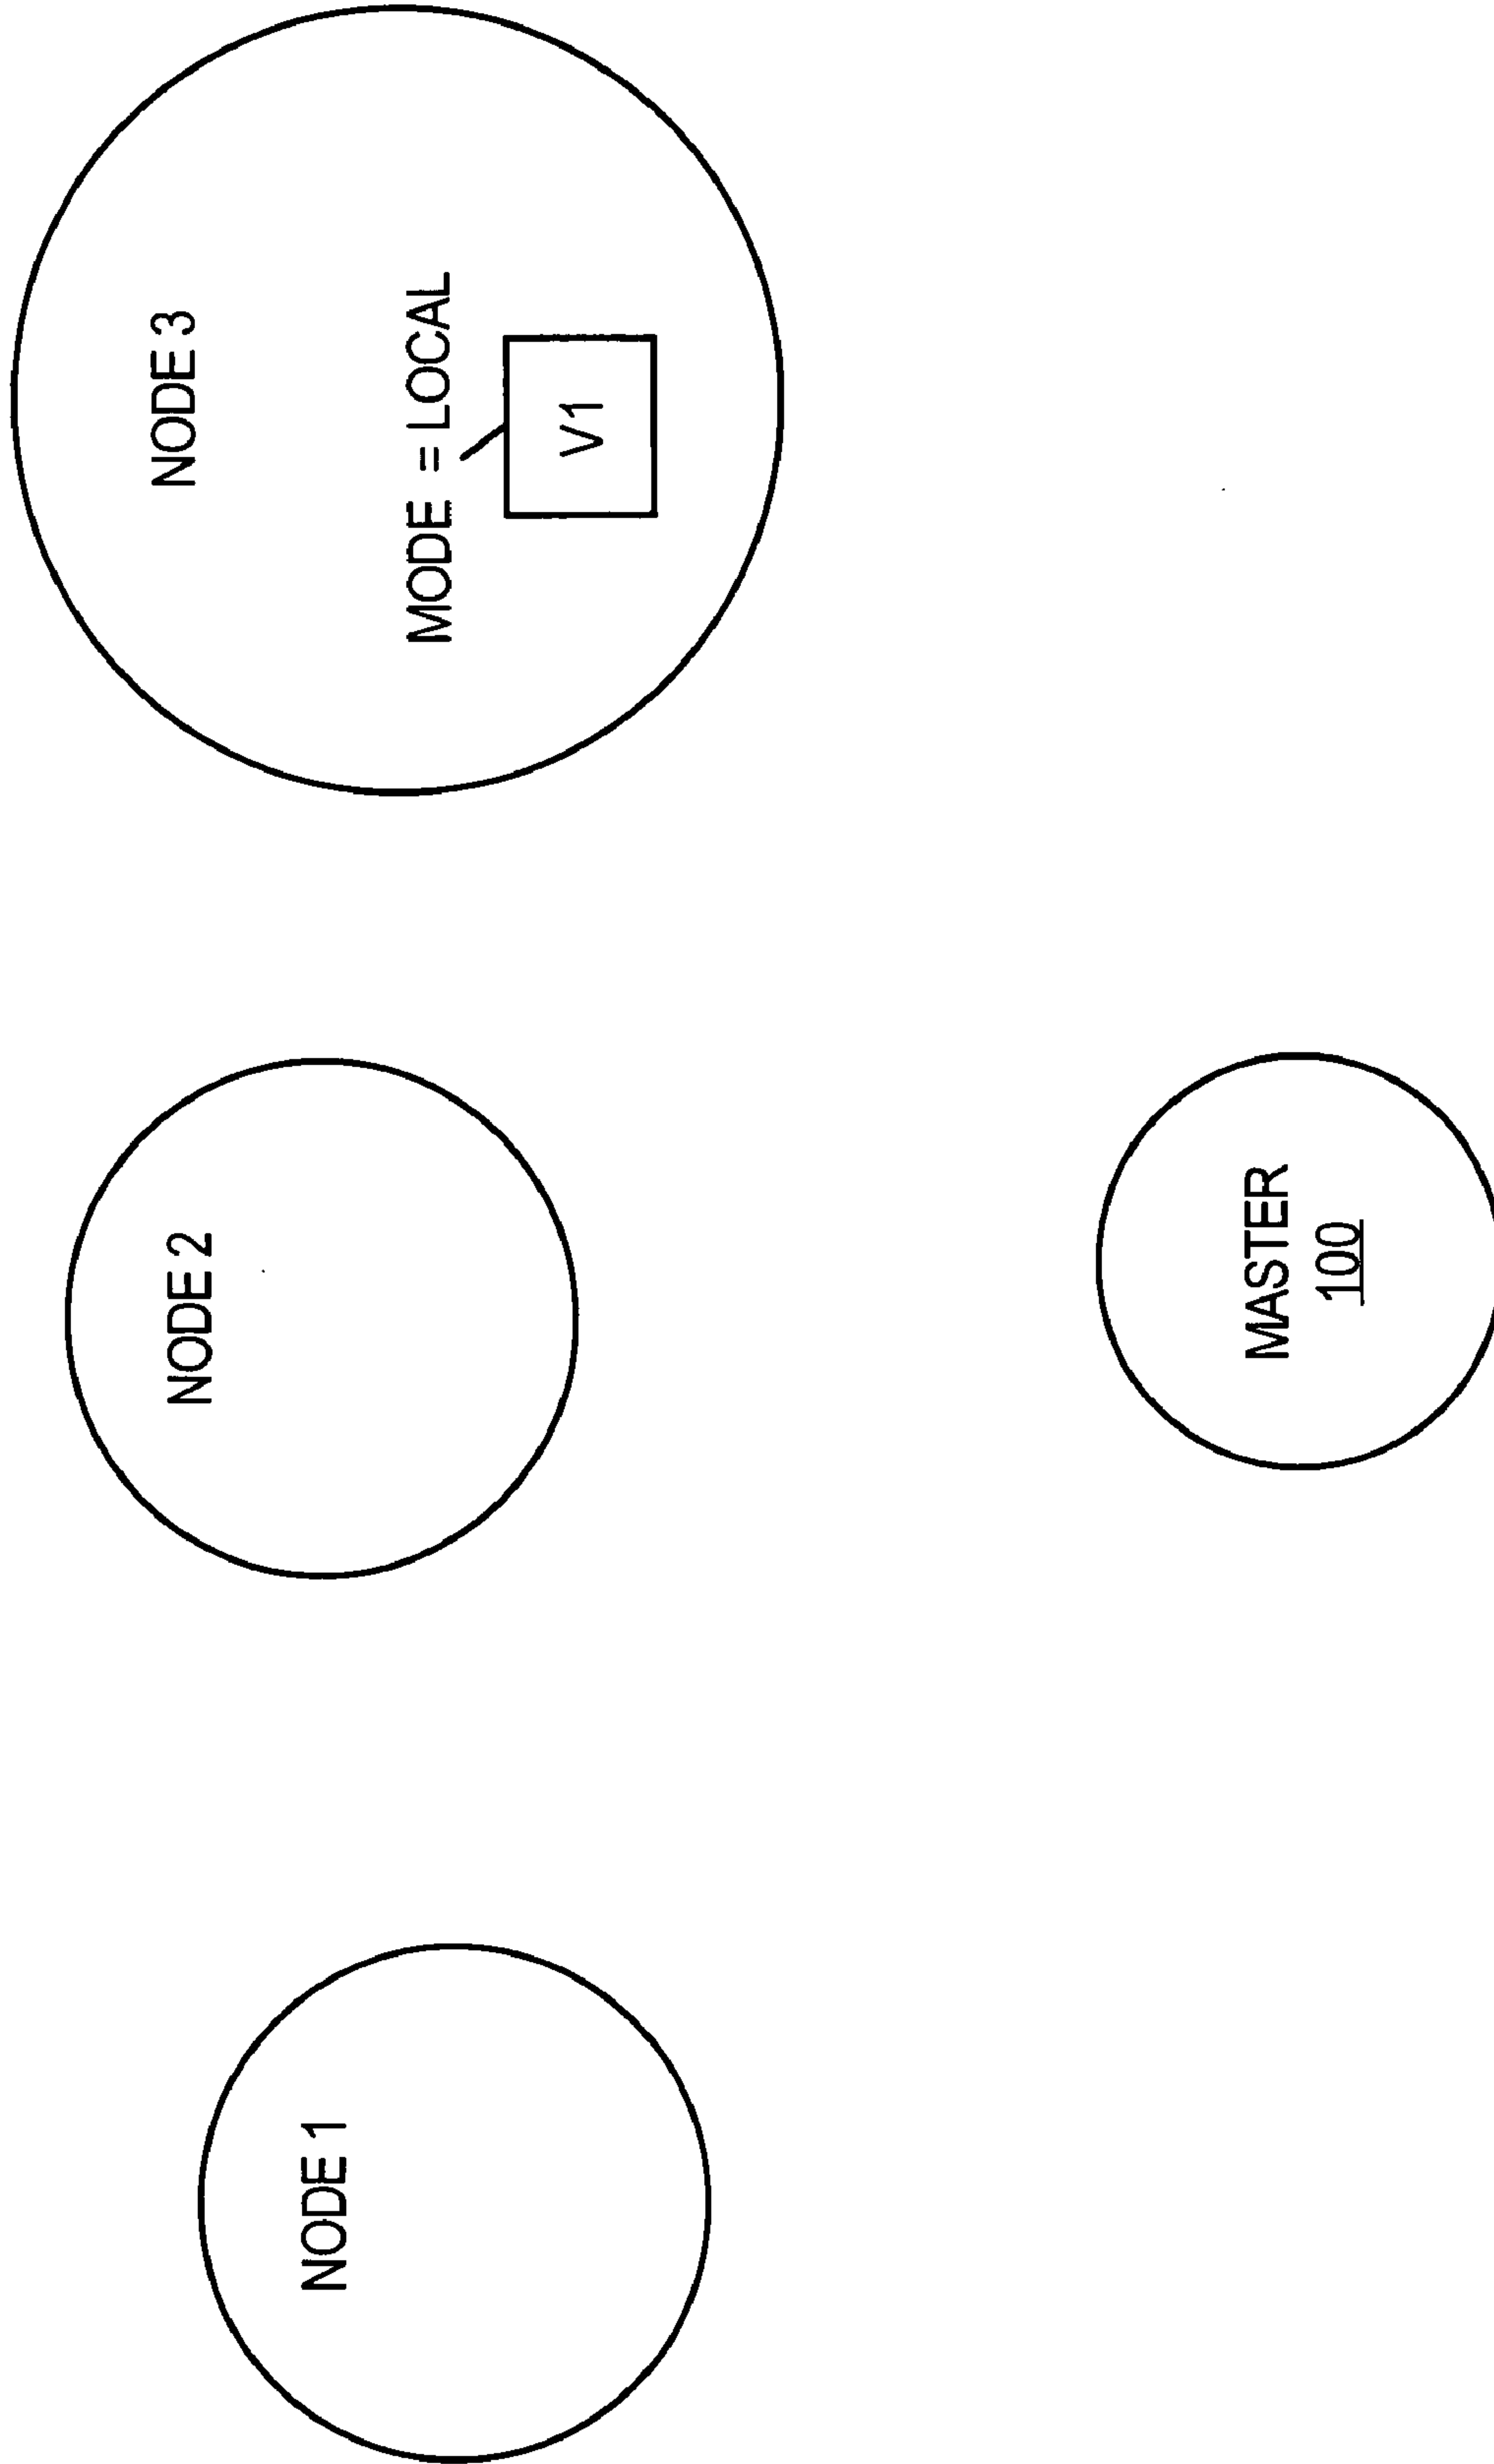 NODE 1
NODE 2
NODE 3
MODE = LOCAL
V1
MASTER
100